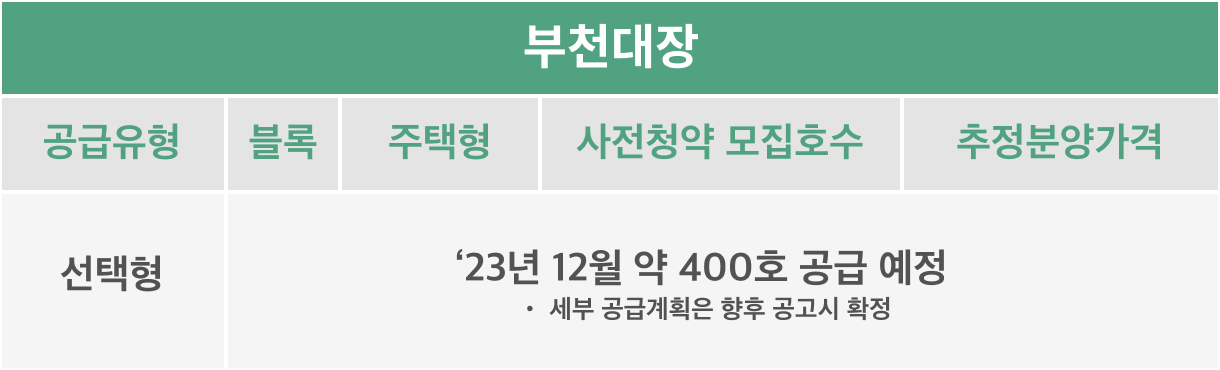 부천대장
공급유형 블록 주택형 사전청약 모집호수 추정분양가격
선택형
‘23년 12월 약 400호 공급 예정
• 세부 공급계획은 향후 공고시 확정